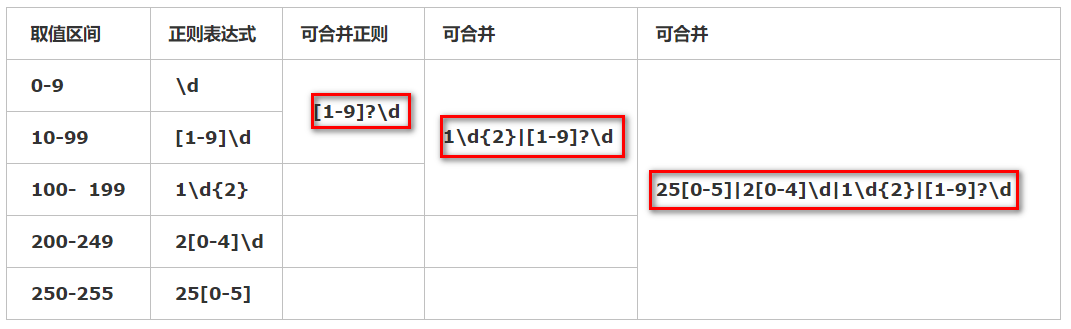 取值区间 正则表达式 可合并正则 可合并 可合并
0-9 \d
[1-9]?\d
10-99 [1-9]\d
1\d{2}|[1-9]?\d
100- 199 1\d{2}
25[0-5]|2[0-4]\d|1\d{2}|[1-9]?\d
200-249 2[0-4]\d
250-255 25[0-5]